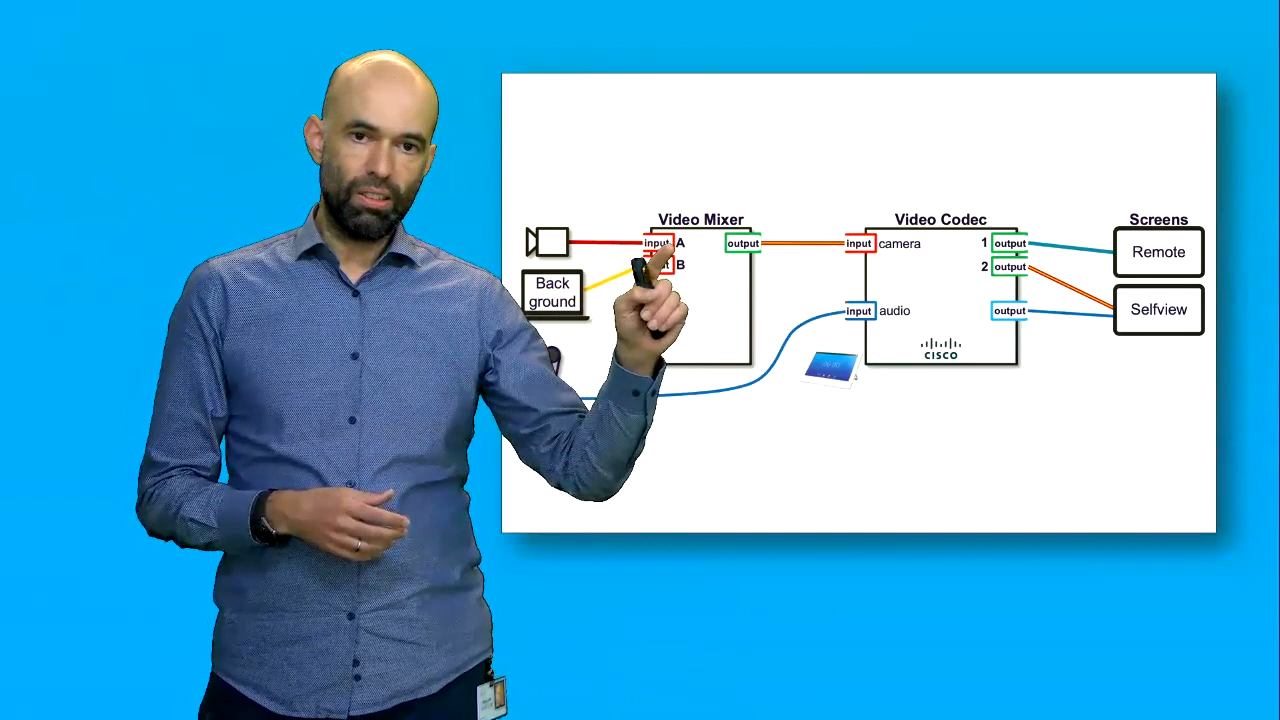 Video Mixer
Video Codec
Screens
input A
output
input camera
1 output
Remote
B
2 output
Back
ground
Selfview
input audio
output
CISCO